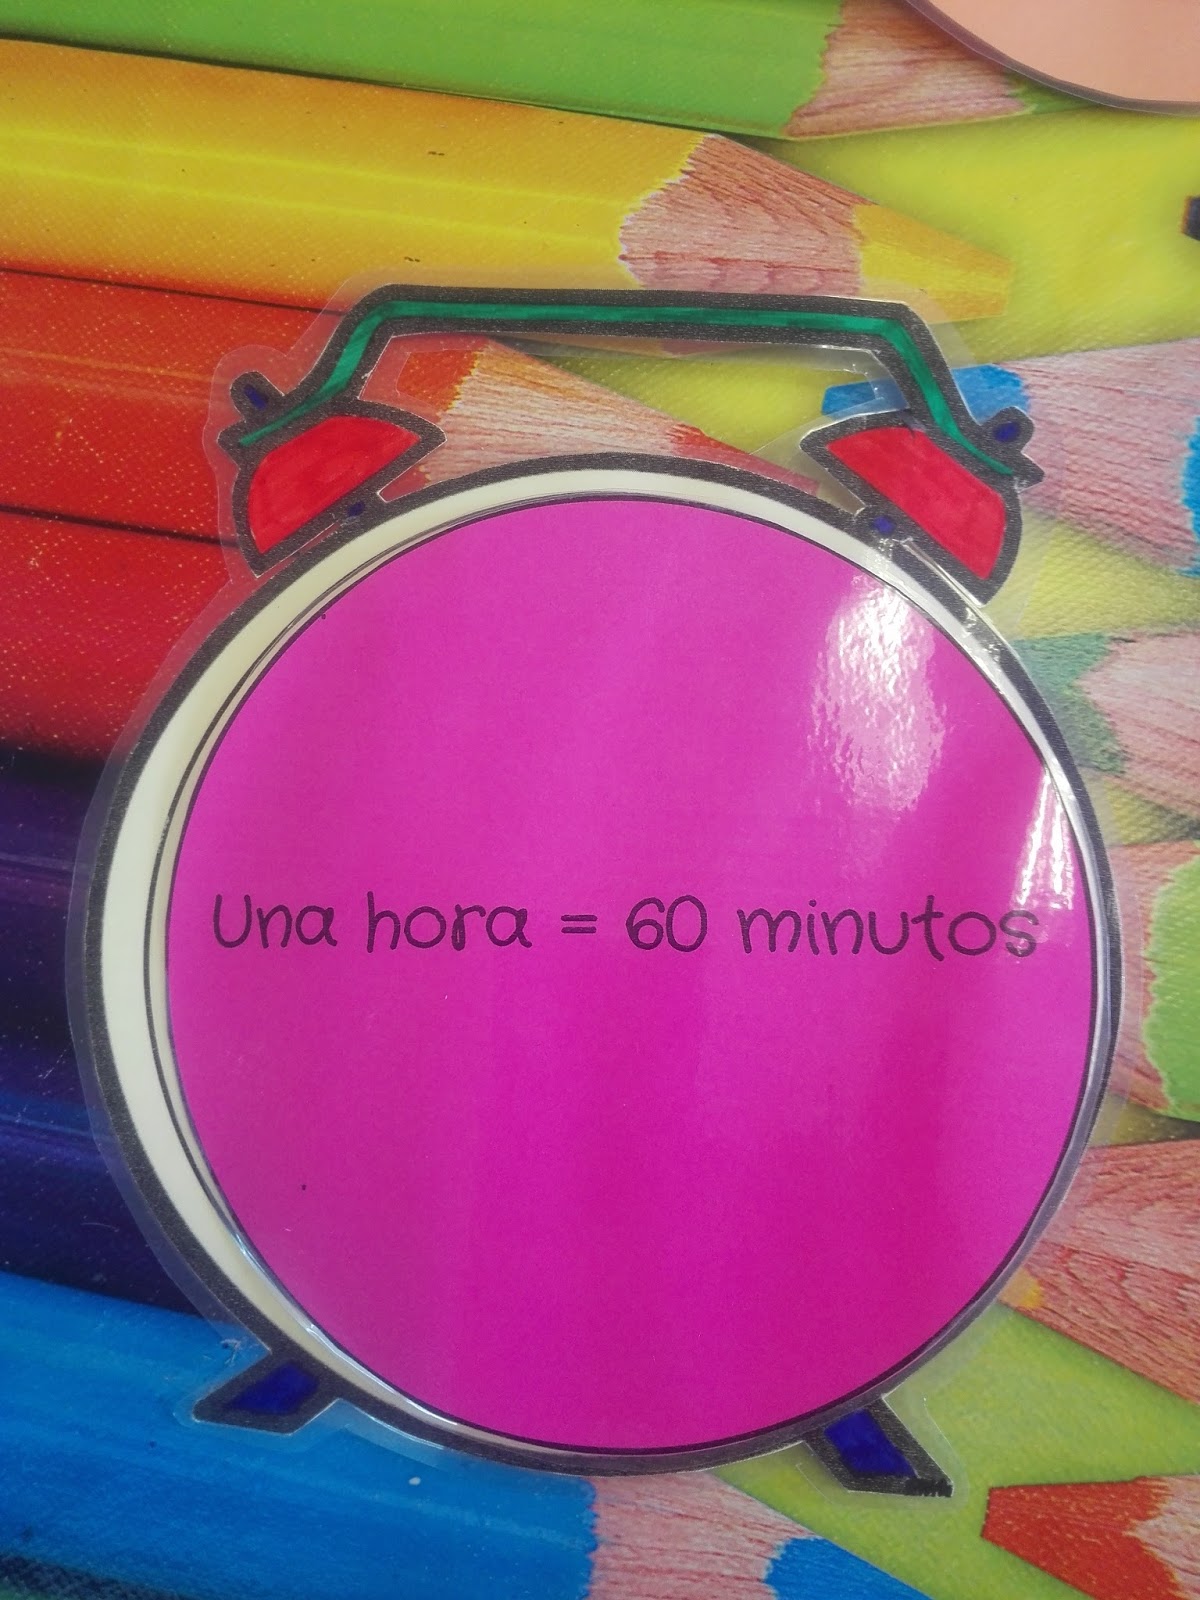 Una hora = 60 minutos